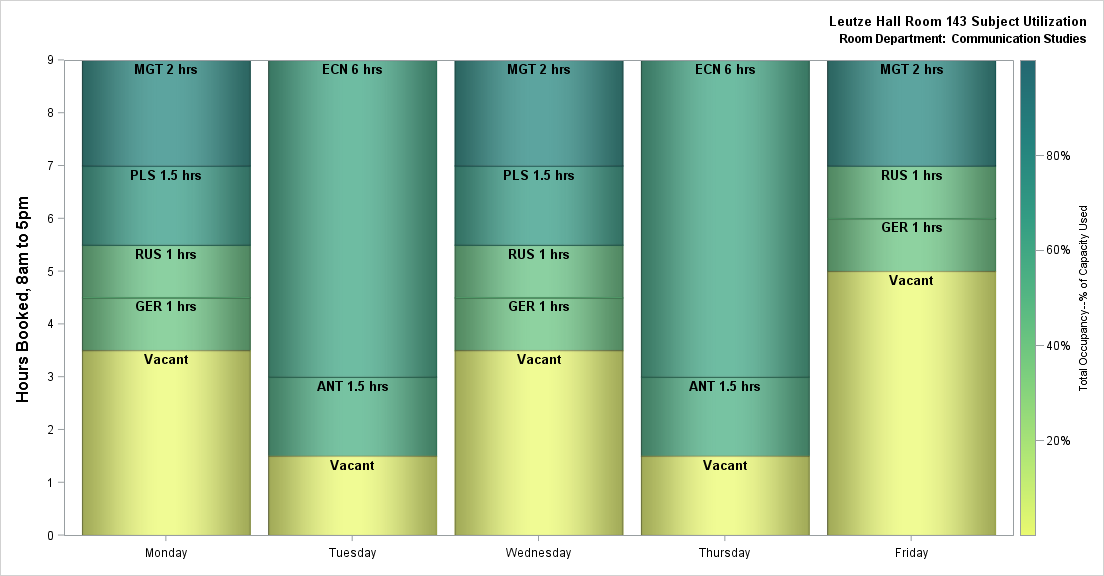 Leutze Hall Room 143 Subject Utilization
Room Department: Communication Studies
Hours Booked, 8am to 5pm
9
8
7
6
5
4
3
2
1
0
MGT 2 hrs
PLS 1.5 hrs
RUS 1 hrs
GER 1 hrs
Vacant
Monday
ECN 6 hrs
ANT 1.5 hrs
Vacant
Tuesday
MGT 2 hrs
PLS 1.5 hrs
RUS 1 hrs
GER 1 hrs
Vacant
Wednesday
ECN 6 hrs
ANT 1.5 hrs
Vacant
Thursday
MGT 2 hrs
RUS 1 hrs
GER 1 hrs
Vacant
Friday
80%
60%
40%
20%
Total Occupancy--% of Capacity Used